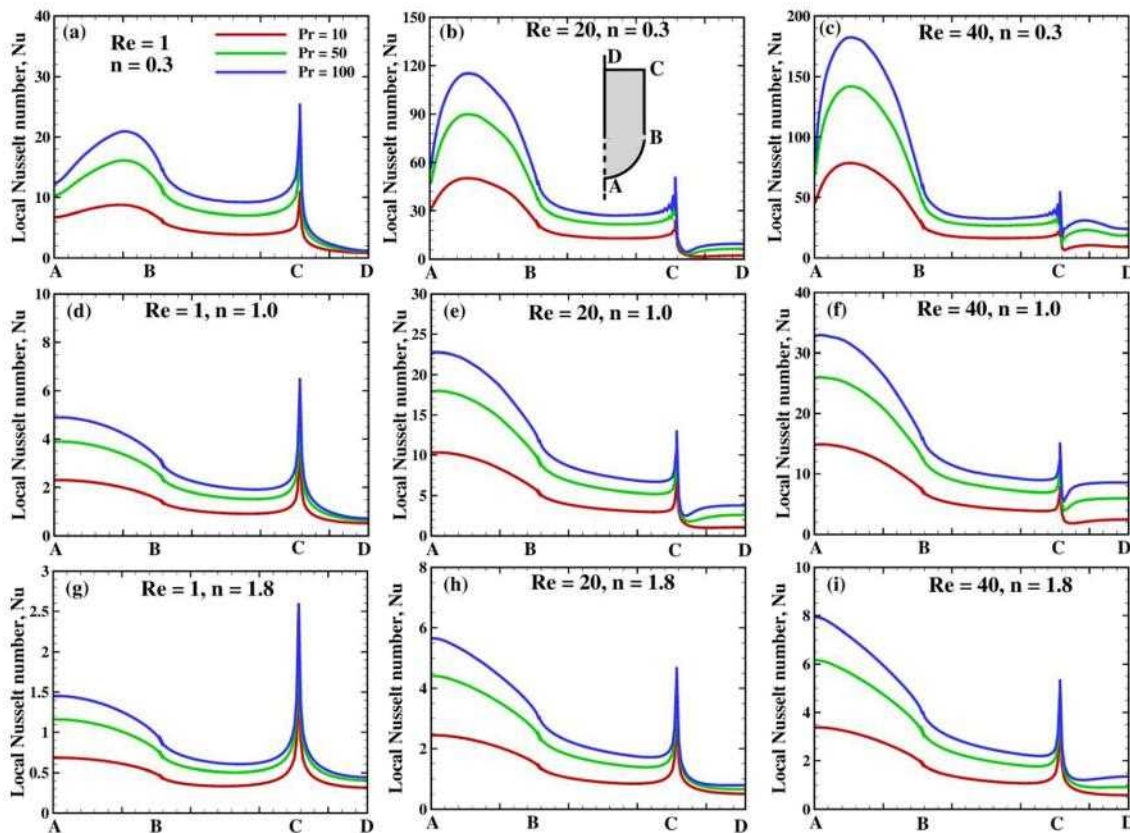 (a)
Re = 1
n = 0.3
Pr = 10
Pr = 50
Pr = 100
Local Nusselt number, Nu
40
30
20
10
0
A B C D
(b) Re = 20, n = 0.3
D
C
B
A
Local Nusselt number, Nu
150
120
90
60
30
0
A B C D
(c) Re = 40, n = 0.3
Local Nusselt number, Nu
200
150
100
50
0
A B C D
(d) Re = 1, n = 1.0
Local Nusselt number, Nu
10
8
6
4
2
0
A B C D
(e) Re = 20, n = 1.0
Local Nusselt number, Nu
30
25
20
15
10
5
0
A B C D
(f) Re = 40, n = 1.0
Local Nusselt number, Nu
40
30
20
10
0
A B C D
(g) Re = 1, n = 1.8
Local Nusselt number, Nu
3
2.5
2
1.5
1
0.5
0
A B C D
(h) Re = 20, n = 1.8
Local Nusselt number, Nu
8
6
4
2
0
A B C D
(i) Re = 40, n = 1.8
Local Nusselt number, Nu
10
8
6
4
2
0
A B C D